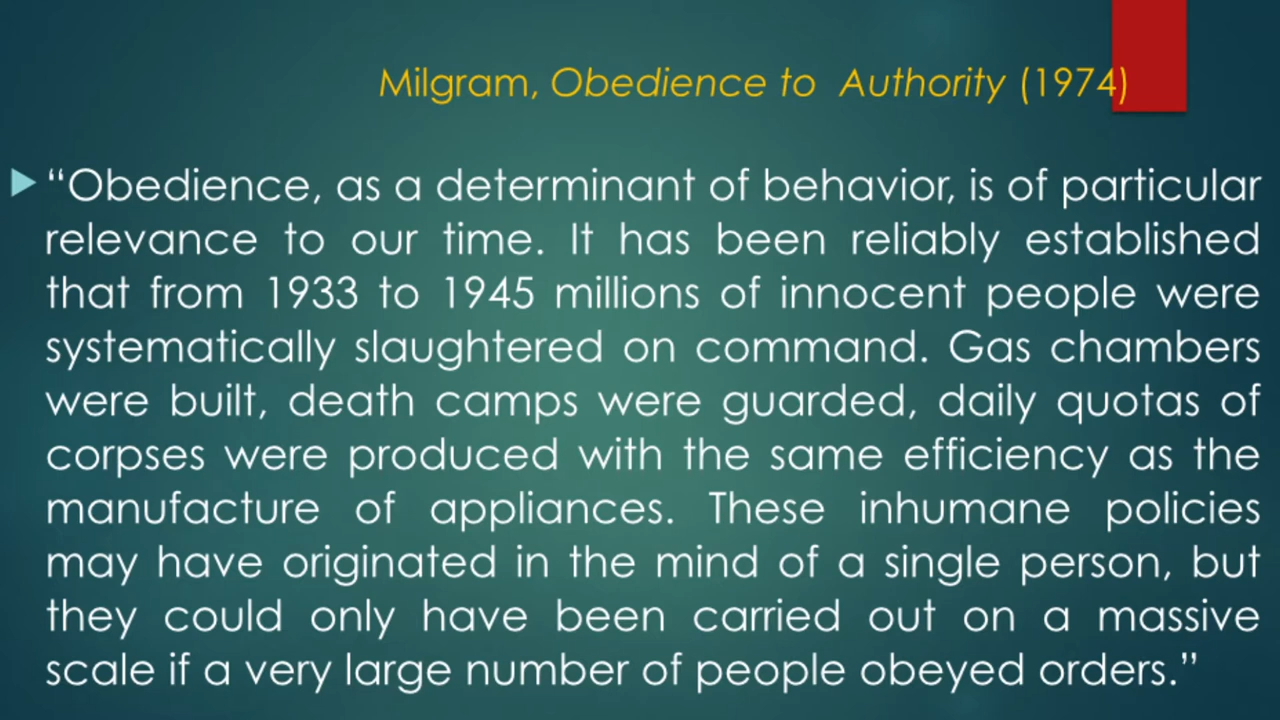 Milgram, Obedience to Authority (1974)
“Obedience, as a determinant of behavior, is of particular
relevance to our time. It has been reliably established
that from 1933 to 1945 millions of innocent people were
systematically slaughtered on command. Gas chambers
were built, death camps were guarded, daily quotas of
corpses were produced with the same efficiency as the
manufacture of appliances. These inhumane policies
may have originated in the mind of a single person, but
they could only have been carried out on a massive
scale if a very large number of people obeyed orders.”